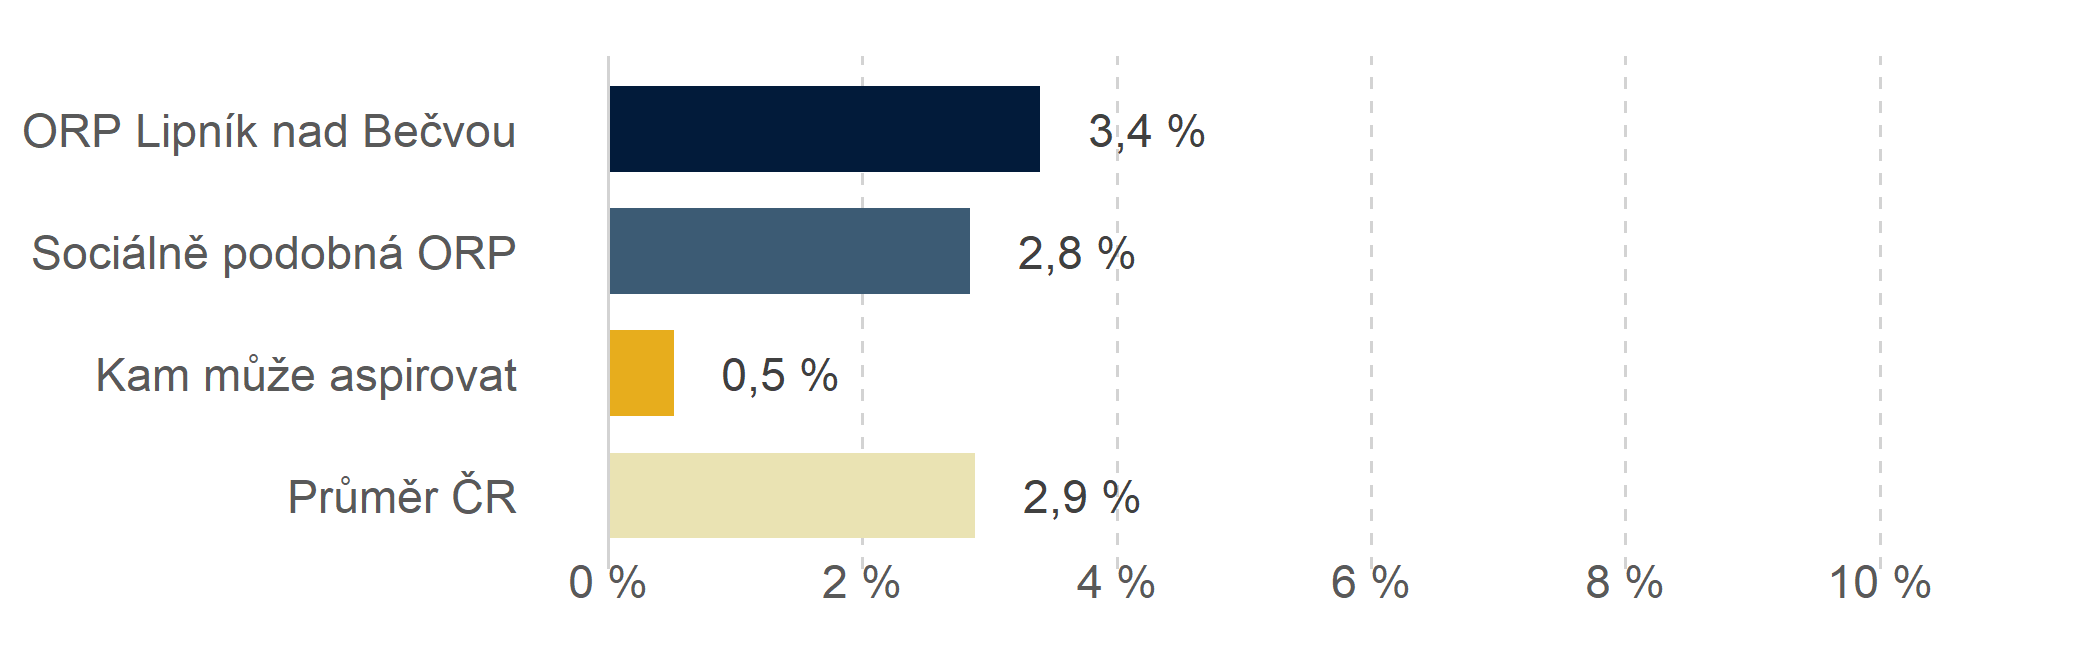 ORP Lipník nad Bečvou 3,4 %
Sociálně podobná ORP 2,8 %
Kam může aspirovat 0,5 %
Průměr ČR 2,9 %
0 % 2 % 4 % 6 % 8 % 10 %